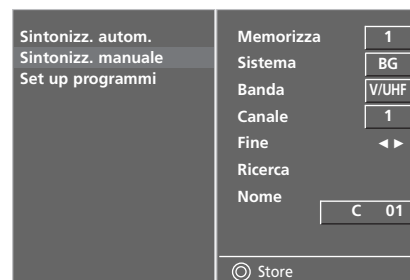 Sintonizz. autom.
Sintonizz. manuale
Set up programmi
Memorizza 1
Sistema BG
Banda V/UHF
Canale 1
Fine ◄ ►
Ricerca
Nome
C 01
Store